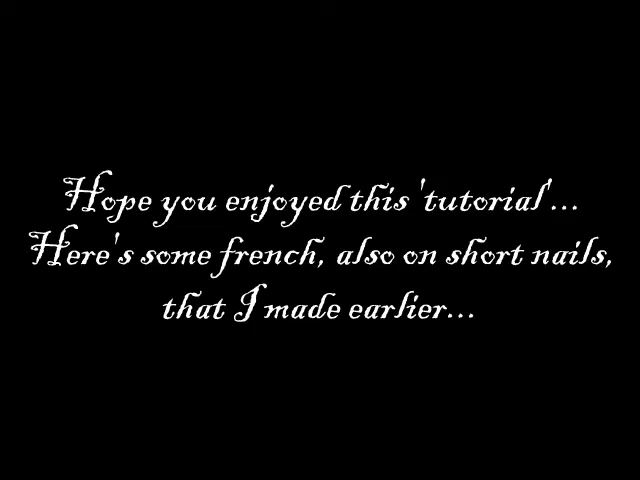 Hope you enjoyed this 'tutorial'...
Here's some french, also on short nails,
that I made earlier...